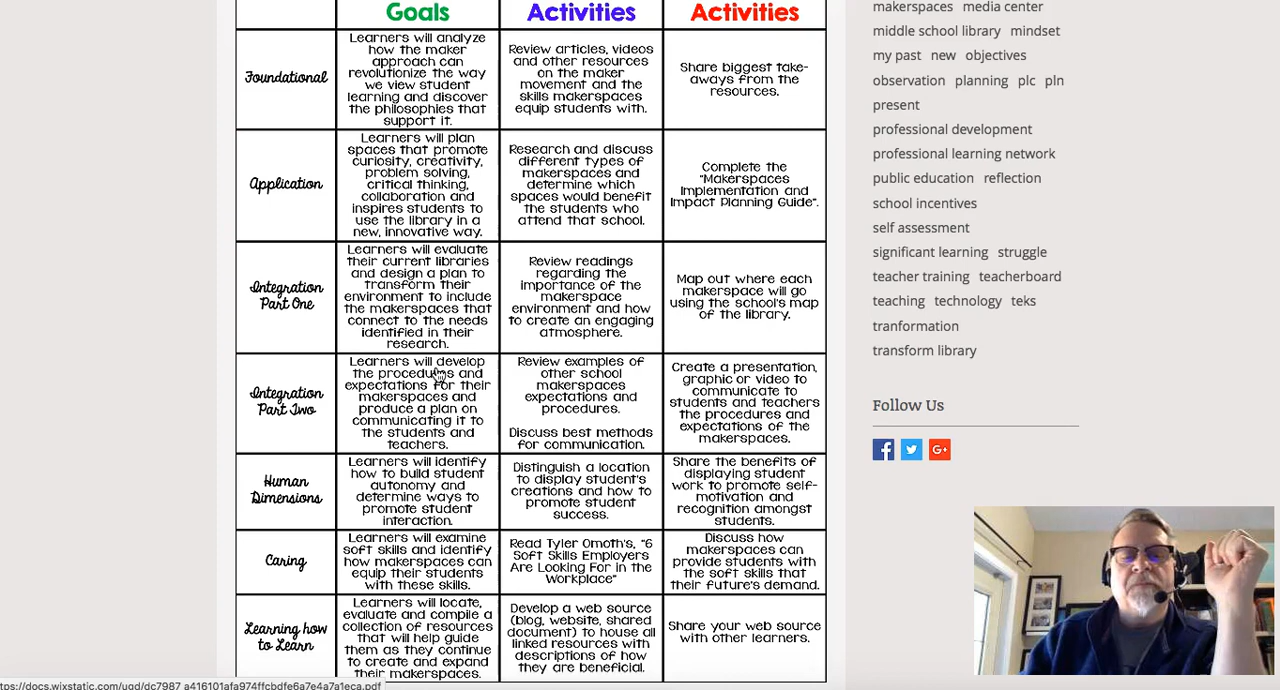 Goals
Activities
Activities
Foundational
Learners will analyze
how the maker
approach can
revolutionize the way
we view student
learning and discover
the philosophies that
support it.
Review articles, videos
and other resources
on the maker
movement and the
skills makerspaces
equip students with.
Share biggest take-
aways from the
resources.
Application
Learners will plan
spaces that promote
curiosity, creativity,
problem solving,
critical thinking,
collaboration and
inspires students to
use the library in a
new, innovative way.
Research and discuss
different types of
makerspaces and
determine which
spaces would benefit
the students who
attend that school.
Complete the
"Makerspaces
Implementation and
Impact Planning Guide".
Integration
Part One
Learners will evaluate
their current libraries
and design a plan to
transform their
environment to include
the makerspaces that
connect to the needs
identified in their
research.
Review readings
regarding the
importance of the
makerspace
environment and how
to create an engaging
atmosphere.
Map out where each
makerspace will go
using the school's map
of the library.
Integration
Part Two
Learners will develop
the procedures and
expectations for their
makerspaces and
produce a plan on
communicating it to
the students and
teachers.
Review examples of
other school
makerspaces
expectations and
procedures.
Discuss best methods
for communication.
Create a presentation,
graphic or video to
communicate to
students and teachers
the procedures and
expectations of the
makerspaces.
Human
Dimensions
Learners will identify
how to build student
autonomy and
determine ways to
promote student
interaction.
Distinguish a location
to display student's
creations and how to
promote student
success.
Share the benefits of
displaying student
work to promote self-
motivation and
recognition amongst
students.
Caring
Learners will examine
soft skills and identify
how makerspaces can
equip their students
with these skills.
Read Tyler Omoth's, "6
Soft Skills Employers
Are Looking For in the
Workplace"
Discuss how
makerspaces can
provide students with
the soft skills that
their future's demand.
Learning how
to Learn
Learners will locate,
evaluate and compile a
collection of resources
that will help guide
them as they continue
to create and expand
their makerspaces.
Develop a web source
(blog, website, shared
document) to house all
linked resources with
descriptions of how
they are beneficial.
Share your web source
with other learners.
makerspaces media center
middle school library mindset
my past new objectives
observation planning plc pln
present
professional development
professional learning network
public education reflection
school incentives
self assessment
significant learning struggle
teacher training teacherboard
teaching technology teks
tranformation
transform library
Follow Us
ttps://docs.wixstatic.com/ugd/dc7987_a416101afa974ffcbdfe6a7e4a7a1eca.pdf